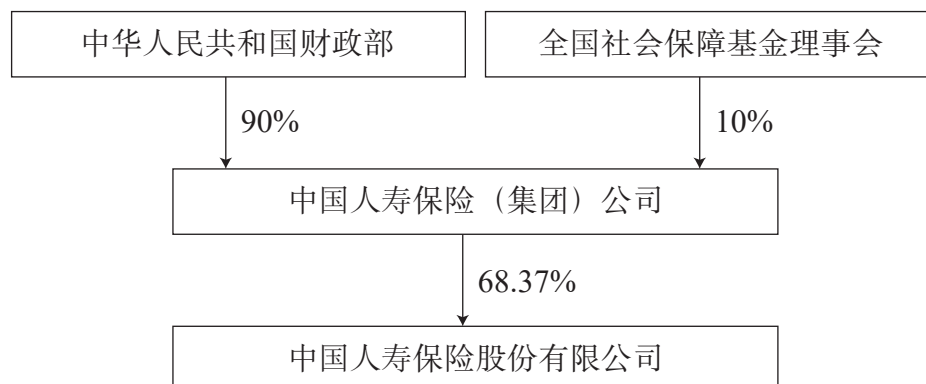 中华人民共和国财政部
全国社会保障基金理事会
90%
10%
中国人寿保险（集团）公司
68.37%
中国人寿保险股份有限公司